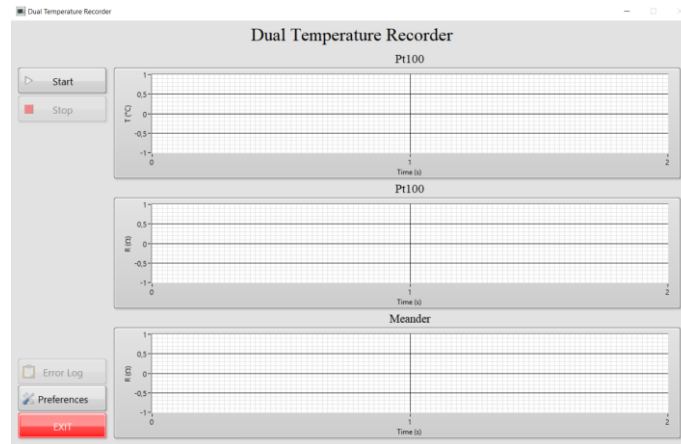 Dual Temperature Recorder
Dual Temperature Recorder
Start
Stop
Error Log
Preferences
EXIT
Pt100
T (°C)
1
0,5
0
-0,5
-1
0 1 2
Time (s)
Pt100
R (Ω)
1
0,5
0
-0,5
-1
0 1 2
Time (s)
Meander
R (Ω)
1
0,5
0
-0,5
-1
0 1 2
Time (s)